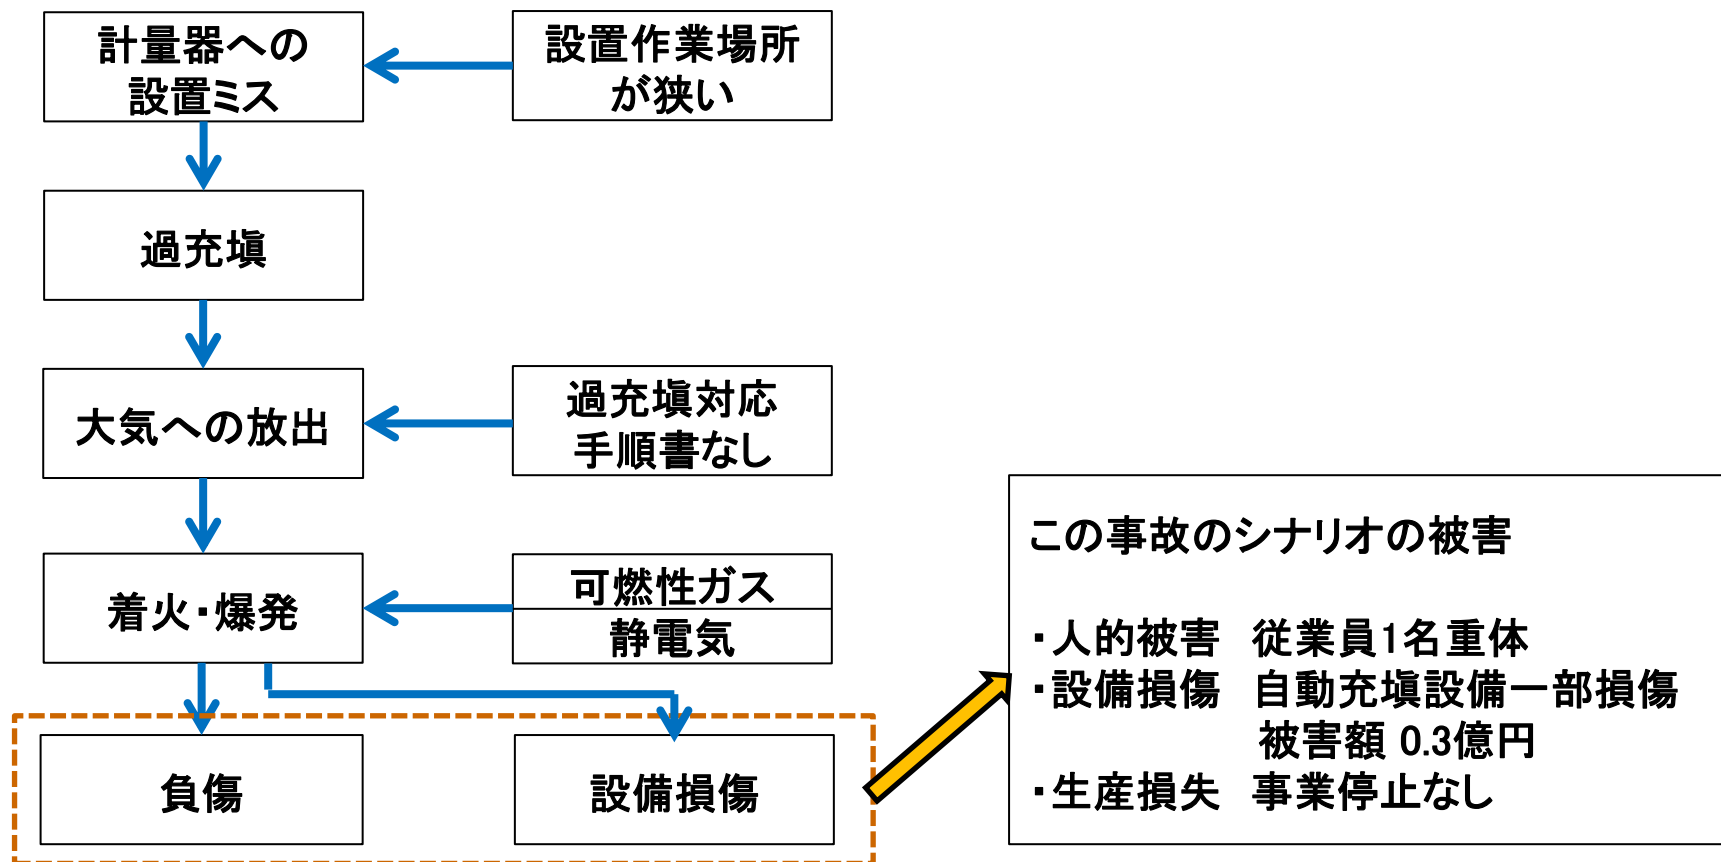 計量器への
設置ミス
設置作業場所
が狭い
過充塡
大気への放出
過充塡対応
手順書なし
着火・爆発
可燃性ガス
静電気
負傷
設備損傷
この事故のシナリオの被害
・人的被害　従業員1名重体
・設備損傷　自動充塡設備一部損傷
被害額 0.3億円
・生産損失　事業停止なし